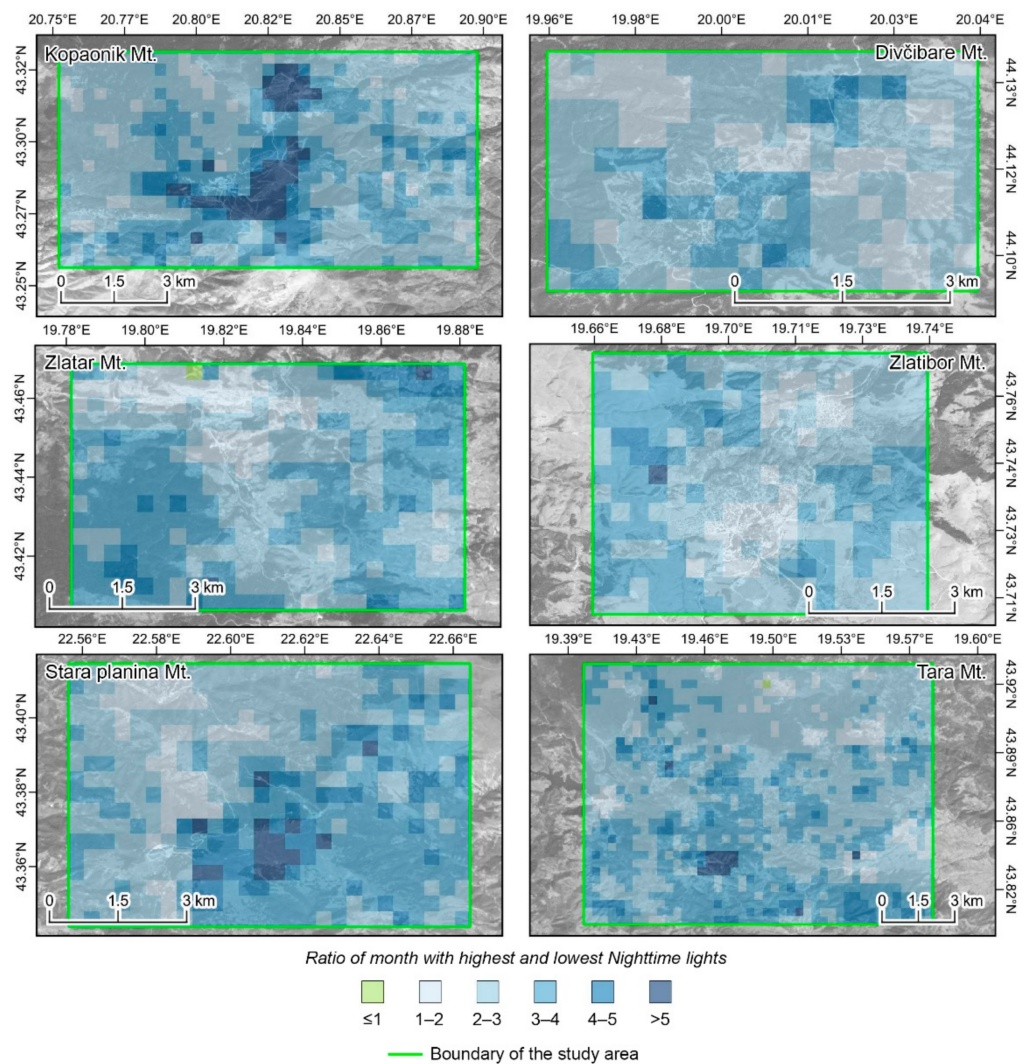 20.75°E 20.77°E 20.80°E 20.82°E 20.85°E 20.87°E 20.90°E
Kopaonik Mt.
43.32°N
43.30°N
43.27°N
43.25°N
0 1.5 3 km
19.96°E 19.98°E 20.00°E 20.01°E 20.03°E 20.04°E
Divčibare Mt.
44.13°N
44.12°N
44.10°N
0 1.5 3 km
19.78°E 19.80°E 19.82°E 19.84°E 19.86°E 19.88°E
Zlatar Mt.
43.46°N
43.44°N
43.42°N
0 1.5 3 km
19.66°E 19.68°E 19.70°E 19.71°E 19.73°E 19.74°E
Zlatibor Mt.
43.76°N
43.74°N
43.73°N
43.71°N
0 1.5 3 km
22.56°E 22.58°E 22.60°E 22.62°E 22.64°E 22.66°E
Stara planina Mt.
43.40°N
43.38°N
43.36°N
0 1.5 3 km
19.39°E 19.43°E 19.46°E 19.50°E 19.53°E 19.57°E 19.60°E
Tara Mt.
43.92°N
43.89°N
43.86°N
43.82°N
0 1.5 3 km
Ratio of month with highest and lowest Nighttime lights
≤1 1–2 2–3 3–4 4–5 >5
Boundary of the study area